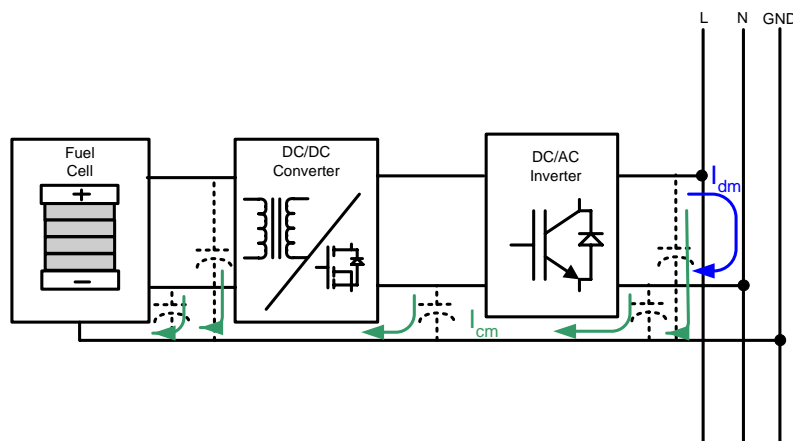 L N GND
Fuel
Cell
DC/DC
Converter
DC/AC
Inverter
+
−
Idm
Icm